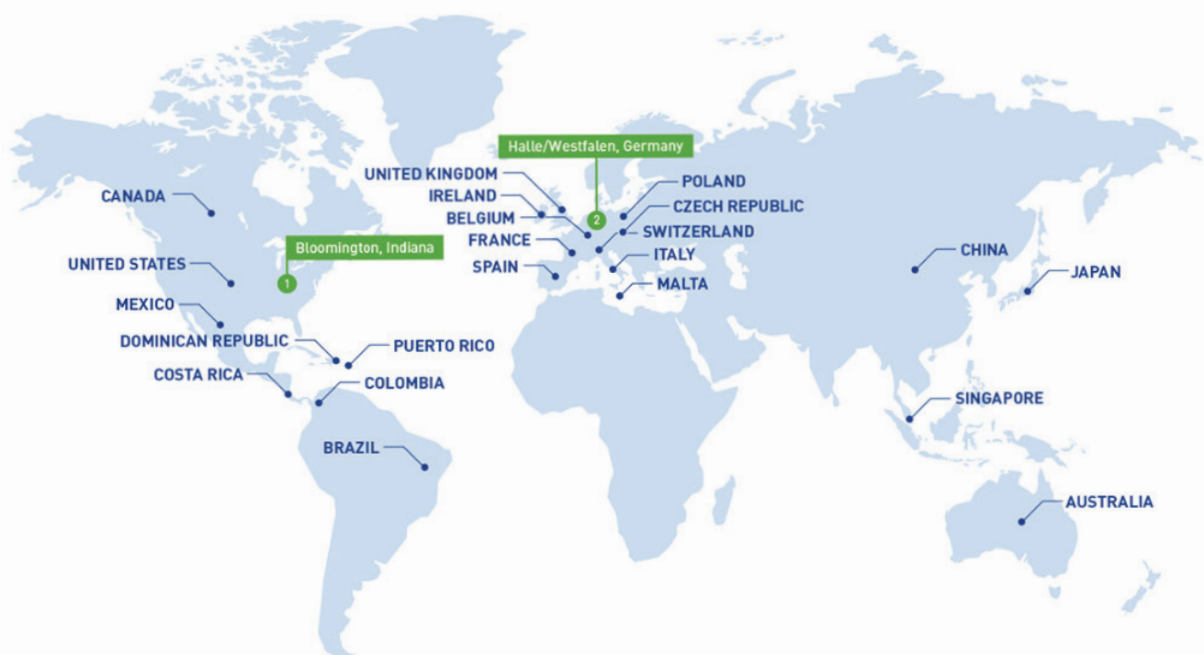 Halle/Westfalen, Germany
UNITED KINGDOM
POLAND
IRELAND
CANADA
CZECH REPUBLIC
BELGIUM
2
SWITZERLAND
FRANCE
Bloomington, Indiana
CHINA
ITALY
UNITED STATES
SPAIN
JAPAN
1
MALTA
MEXICO
DOMINICAN REPUBLIC
PUERTO RICO
COSTA RICA
COLOMBIA
SINGAPORE
BRAZIL
AUSTRALIA